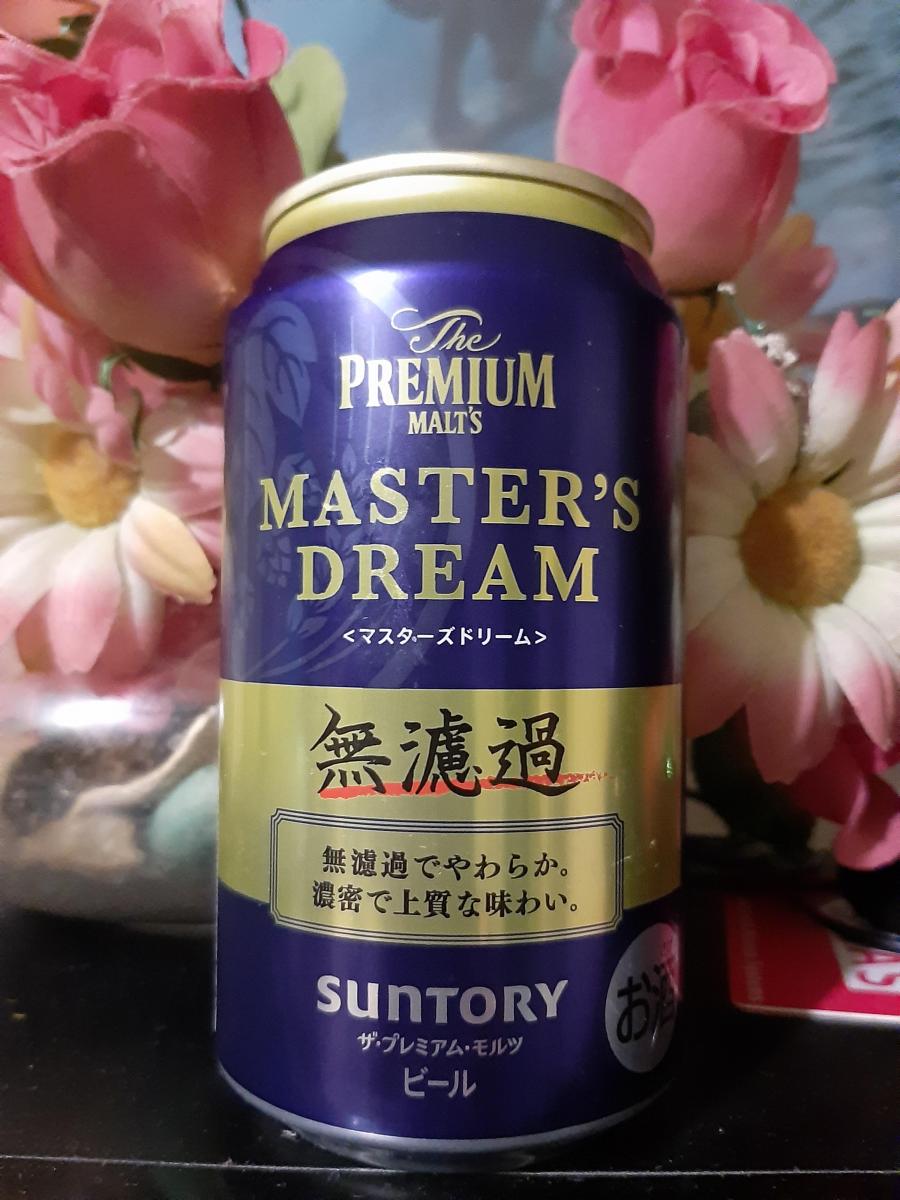 The
PREMIUM
MALT'S
MASTER'S
DREAM
<マスターズドリーム>
無濾過
無濾過でやわらか。
濃密で上質な味わい。
SUNTORY
ザ・プレミアム・モルツ
ビール
お酒